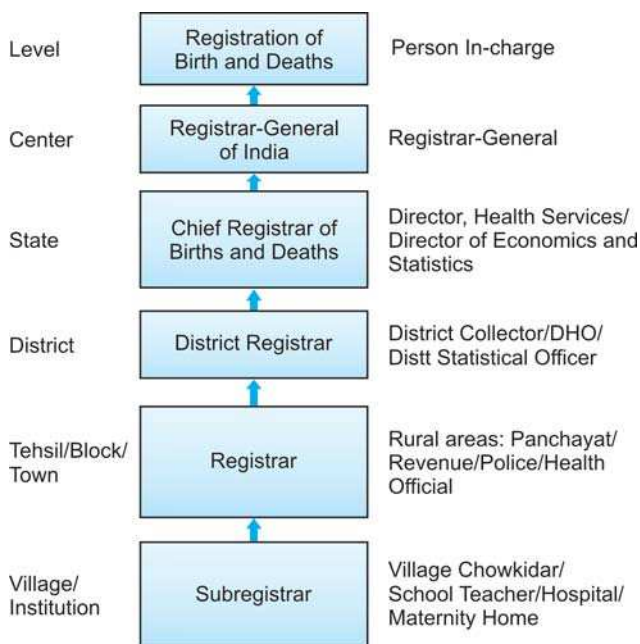 Level
Registration of
Birth and Deaths
Person In-charge
Center
Registrar-General
of India
Registrar-General
State
Chief Registrar of
Births and Deaths
Director, Health Services/
Director of Economics and
Statistics
District
District Registrar
District Collector/DHO/
Distt Statistical Officer
Tehsil/Block/
Town
Registrar
Rural areas: Panchayat/
Revenue/Police/Health
Official
Village/
Institution
Subregistrar
Village Chowkidar/
School Teacher/Hospital/
Maternity Home